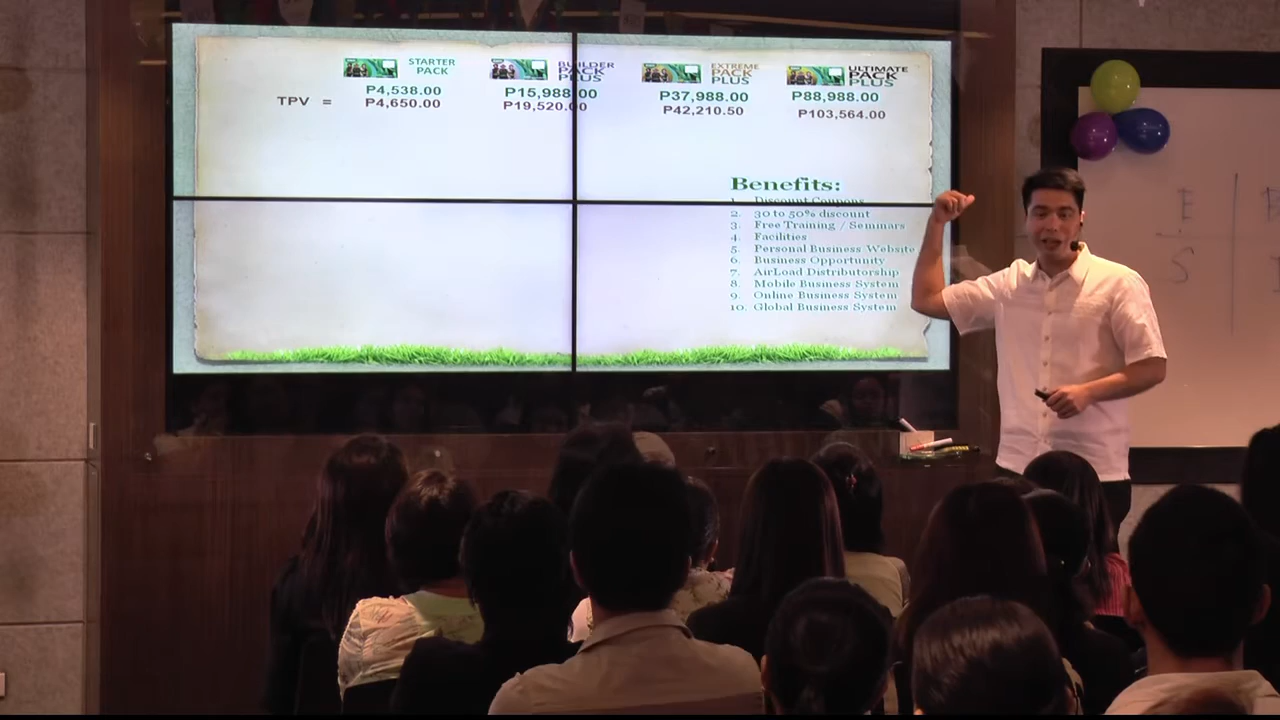 STARTER PACK
BUILDER PACK PLUS
EXTREME PACK PLUS
ULTIMATE PACK PLUS
P4,538.00 P15,988.00 P37,988.00 P88,988.00
TPV = P4,650.00 P19,520.00 P42,210.50 P103,564.00
Benefits:
1. Discount Coupons
2. 30 to 50% discount
3. Free Training / Seminars
4. Facilities
5. Personal Business Website
6. Business Opportunity
7. AirLoad Distributorship
8. Mobile Business System
9. Online Business System
10. Global Business System
E
S